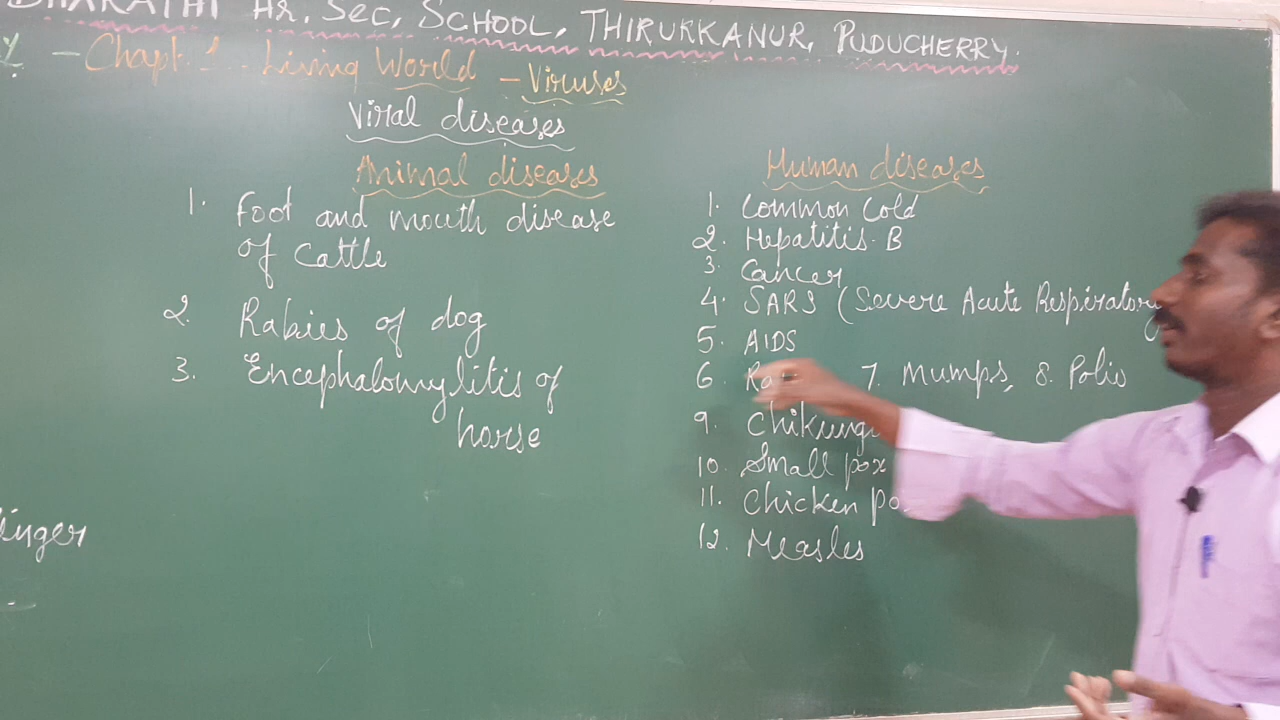 BHARATHI Hr. Sec, SCHOOL, THIRUKKANUR, PUDUCHERRY.
Y - Chapt. 1 - Living World - Viruses
Viral diseases
Animal diseases
1. Foot and mouth disease
of Cattle
2. Rabies of dog
3. Encephalomylitis of
horse
linger
Human diseases
1. Common Cold
2. Hepatitis-B
3. Cancer
4. SARS (Severe Acute Respiratory
5. AIDS
6. Ra 7. Mumps, 8. Polio
9. Chikung
10. Small pox
11. Chicken po
12. Measles